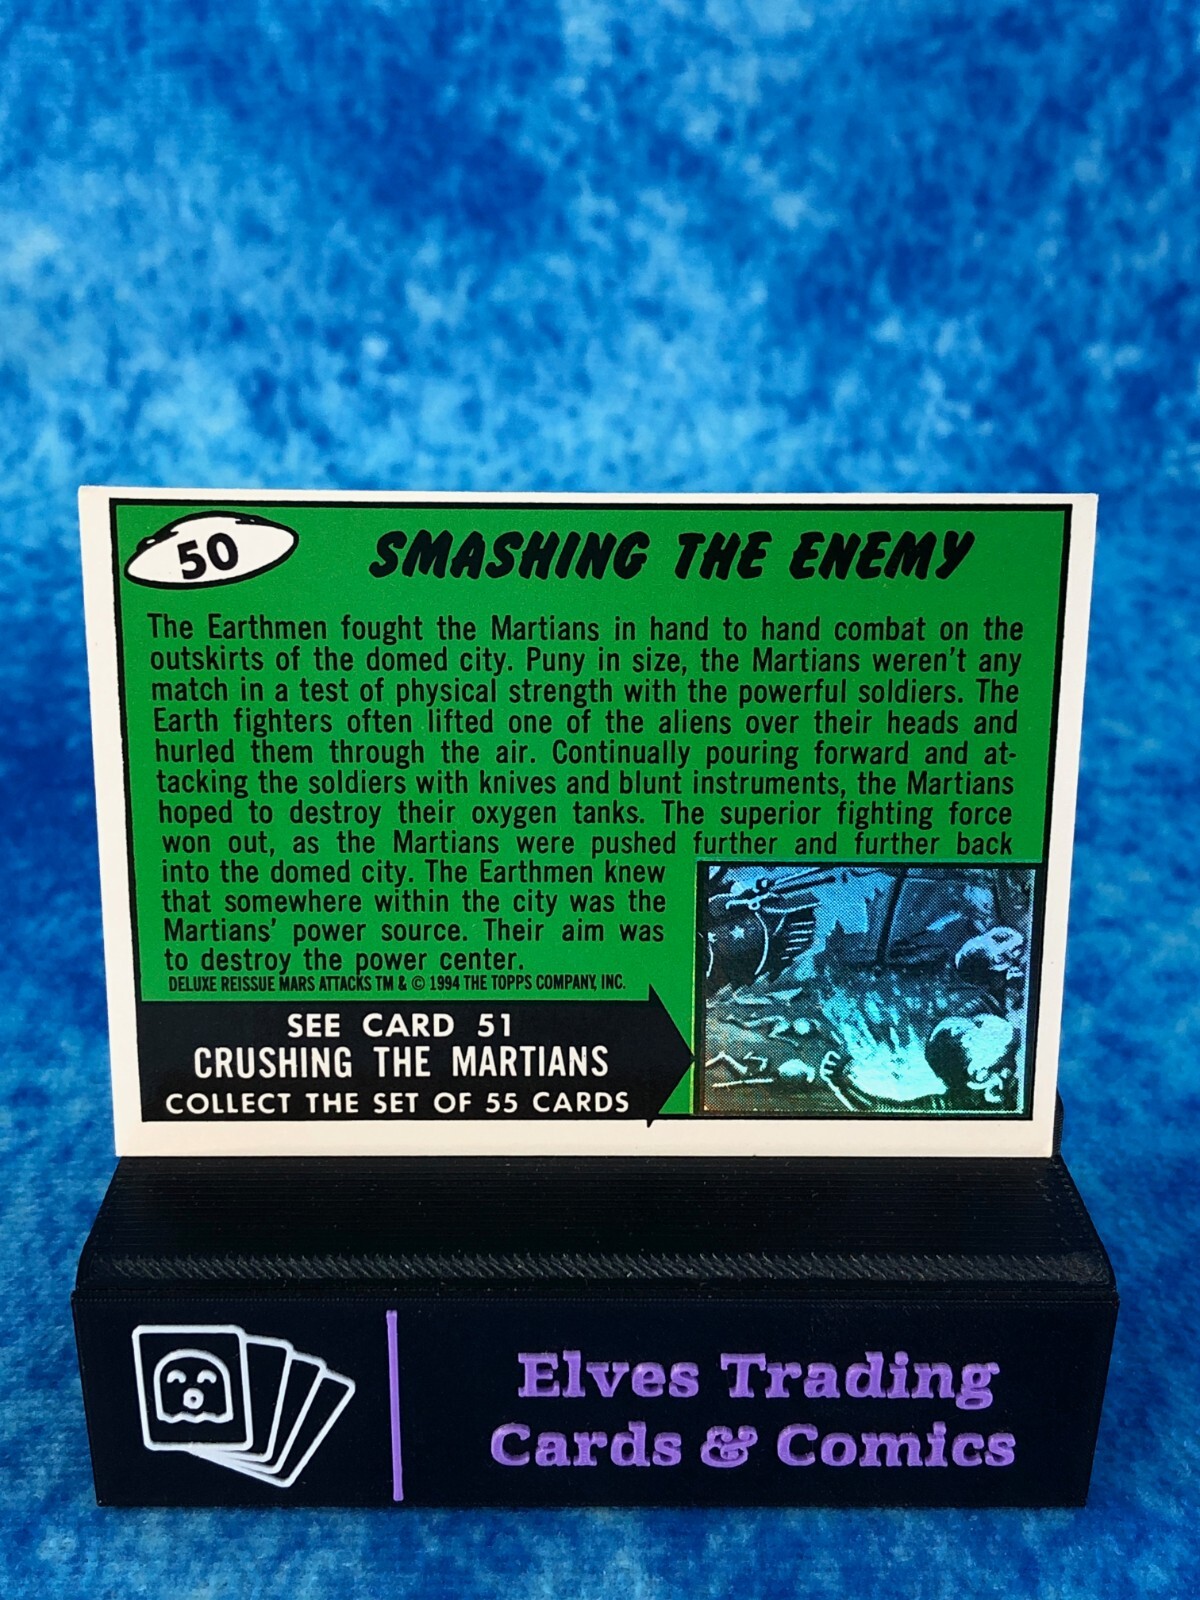 50
SMASHING THE ENEMY
The Earthmen fought the Martians in hand to hand combat on the
outskirts of the domed city. Puny in size, the Martians weren't any
match in a test of physical strength with the powerful soldiers. The
Earth fighters often lifted one of the aliens over their heads and
hurled them through the air. Continually pouring forward and at-
tacking the soldiers with knives and blunt instruments, the Martians
hoped to destroy their oxygen tanks. The superior fighting force
won out, as the Martians were pushed further and further back
into the domed city. The Earthmen knew
that somewhere within the city was the
Martians' power source. Their aim was
to destroy the power center.
DELUXE REISSUE MARS ATTACKS TM & © 1994 THE TOPPS COMPANY, INC.
SEE CARD 51
CRUSHING THE MARTIANS
COLLECT THE SET OF 55 CARDS
Elves Trading
Cards & Comics